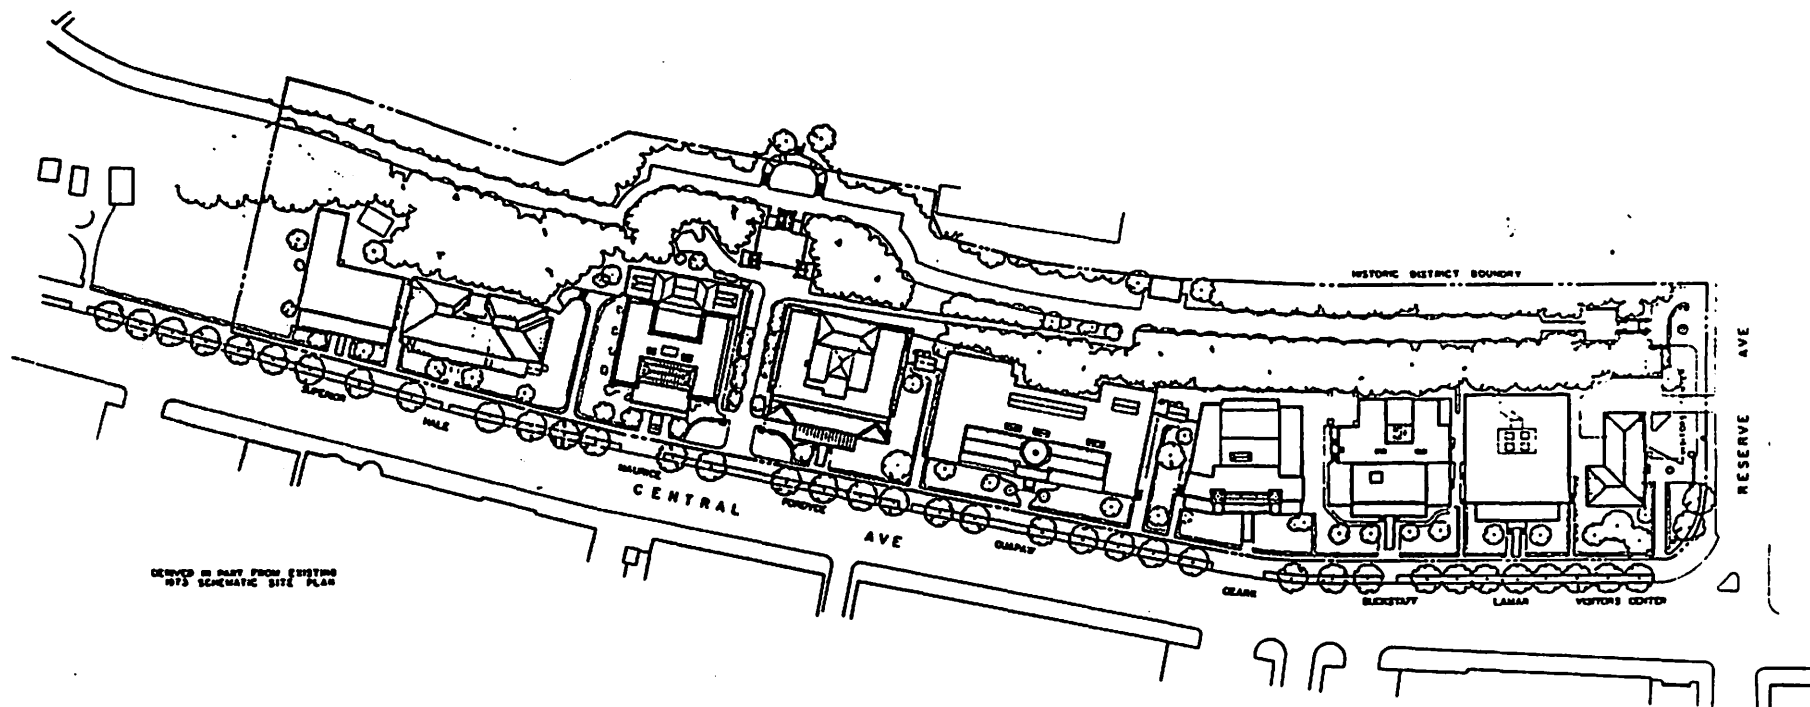 HISTORIC DISTRICT BOUNDRY
RESERVE AVE
SUPERIOR
HALE
MAURICE
CENTRAL AVE
FORDYCE
QUAPAW
OZARK
BUCKSTAFF
LAMAR
VISITORS CENTER
DERIVED IN PART FROM EXISTING
1973 SCHEMATIC SITE PLAN